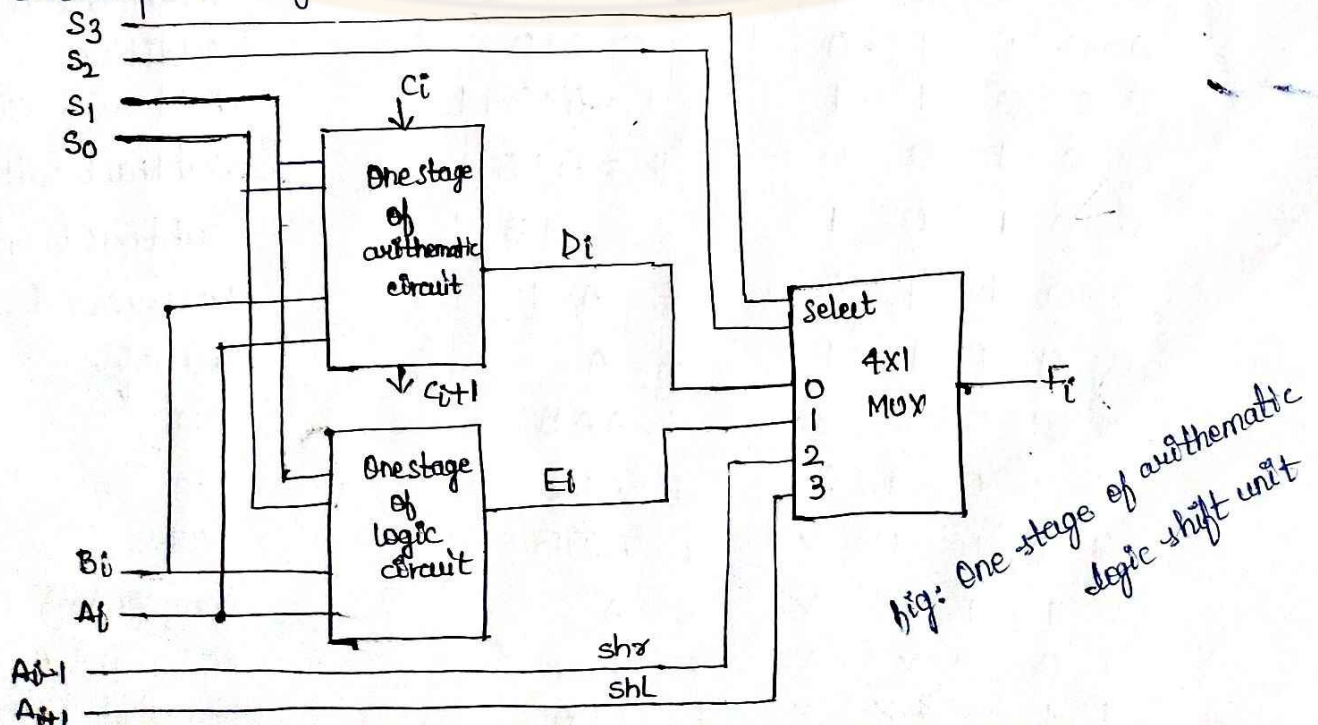 S3
S2
S1
S0
Ci
One stage
of
arithematic
circuit
Di
Ci+1
select
4x1
MUX
0
1
2
3
Fi
One stage
of
logic
circuit
Ei
Bi
Ai
Ai-1
shr
Ai+1
shL
fig: One stage of arithematic
logic shift unit